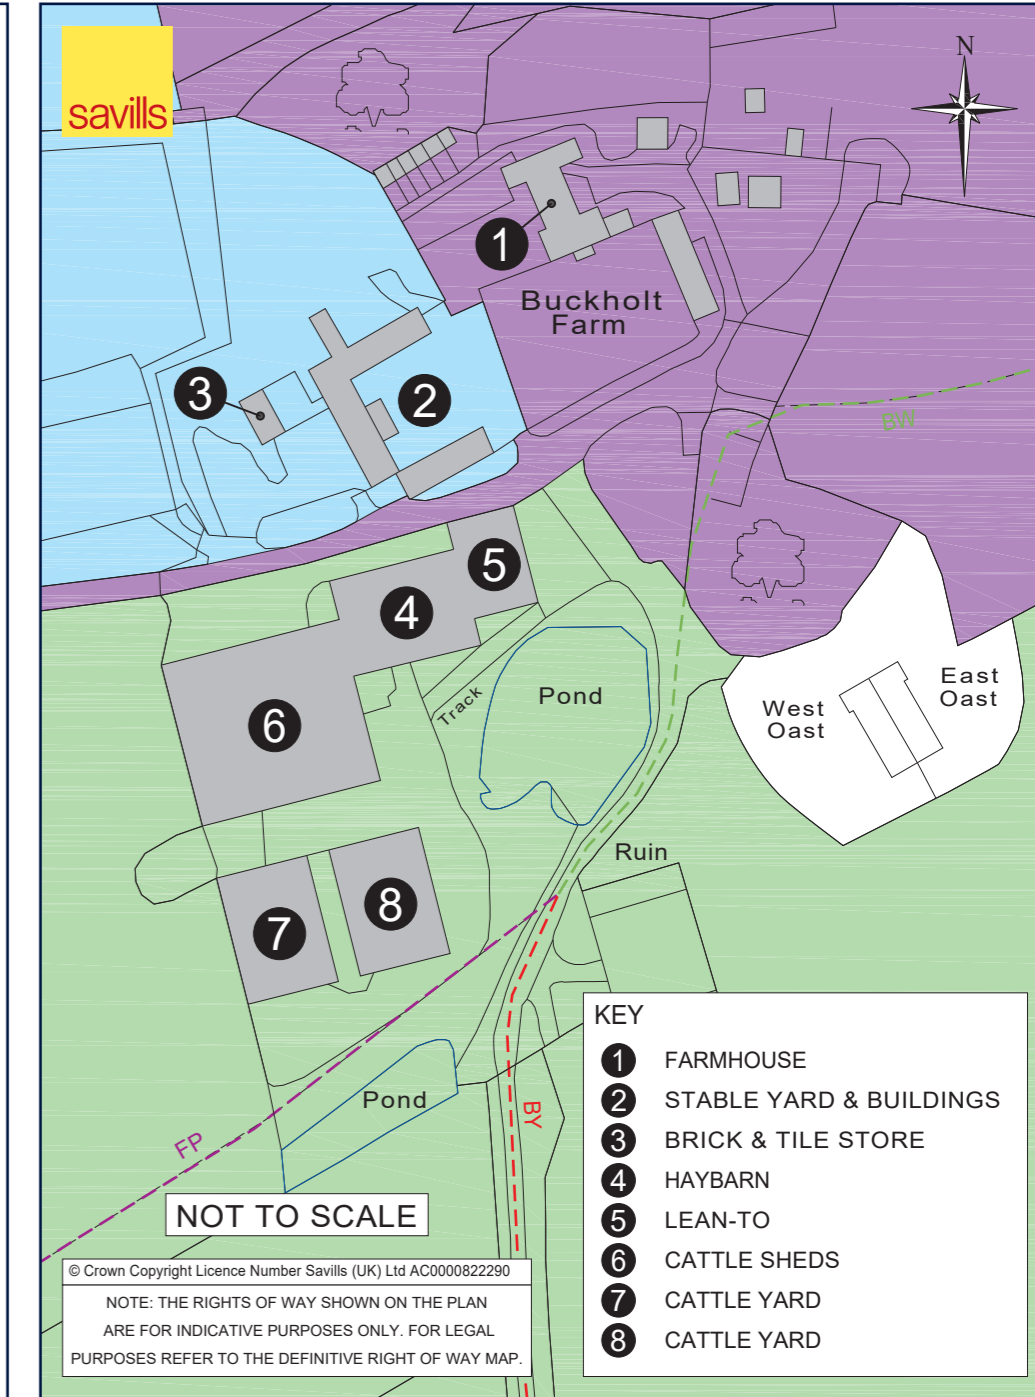 savills
N
1
Buckholt
Farm
3
2
BW
5
4
East
Oast
West
Oast
Pond
Track
6
Ruin
8
7
Pond
BY
FP
NOT TO SCALE
© Crown Copyright Licence Number Savills (UK) Ltd AC0000822290
NOTE: THE RIGHTS OF WAY SHOWN ON THE PLAN
ARE FOR INDICATIVE PURPOSES ONLY. FOR LEGAL
PURPOSES REFER TO THE DEFINITIVE RIGHT OF WAY MAP.
KEY
1 FARMHOUSE
2 STABLE YARD & BUILDINGS
3 BRICK & TILE STORE
4 HAYBARN
5 LEAN-TO
6 CATTLE SHEDS
7 CATTLE YARD
8 CATTLE YARD